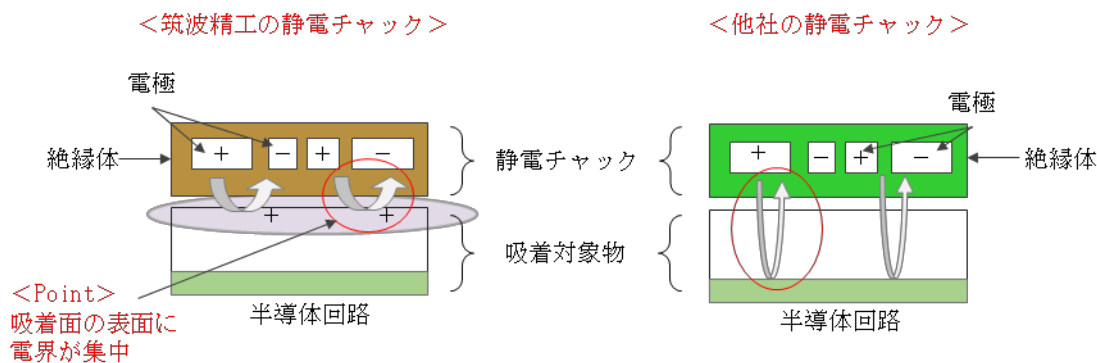 <筑波精工の静電チャック>
<他社の静電チャック>
電極
電極
+
−
+
−
+
−
+
−
絶縁体
静電チャック
絶縁体
+
+
吸着対象物
<Point>
吸着面の表面に
電界が集中
半導体回路
半導体回路